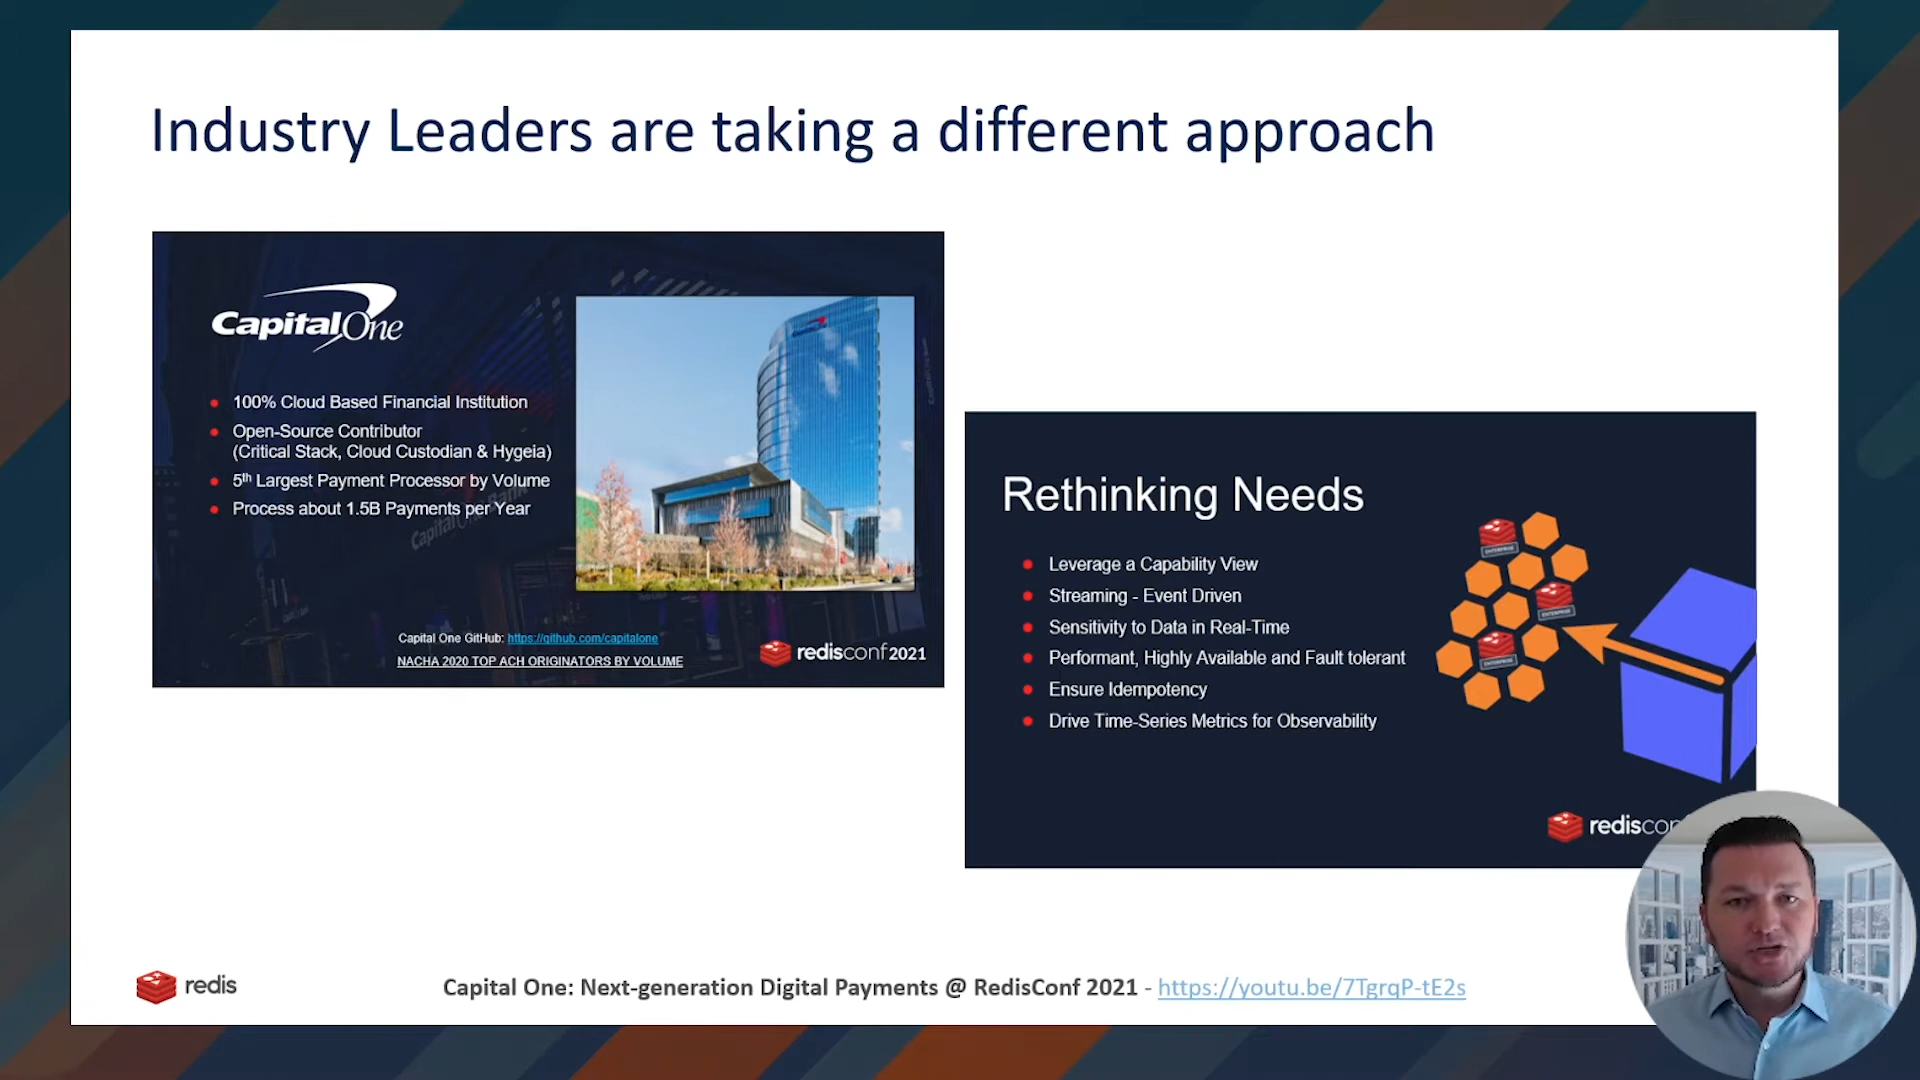 Industry Leaders are taking a different approach
CapitalOne
100% Cloud Based Financial Institution
Open-Source Contributor
(Critical Stack, Cloud Custodian & Hygeia)
5th Largest Payment Processor by Volume
Process about 1.5B Payments per Year
Capital One GitHub: https://github.com/capitalone
NACHA 2020 TOP ACH ORIGINATORS BY VOLUME
redisconf 2021
Rethinking Needs
Leverage a Capability View
Streaming - Event Driven
Sensitivity to Data in Real-Time
Performant, Highly Available and Fault tolerant
Ensure Idempotency
Drive Time-Series Metrics for Observability
ENTERPRISE
ENTERPRISE
ENTERPRISE
rediscon
redis
Capital One: Next-generation Digital Payments @ RedisConf 2021 - https://youtu.be/7TgrqP-tE2s